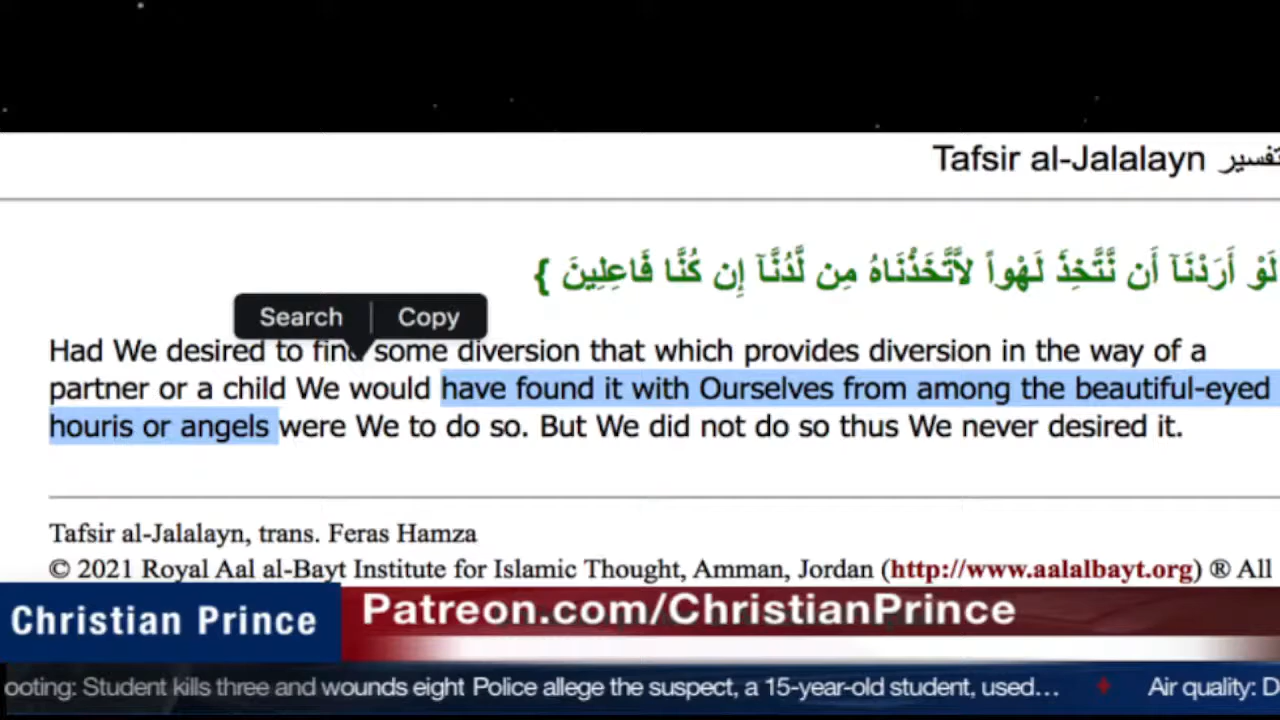 Tafsir al-Jalalayn تفسير
لَوْ أَرَدْنَآ أَن نَّتَّخِذَ لَهْواً لاَّتَّخَذْنَاهُ مِن لَّدُنَّآ إِن كُنَّا فَاعِلِينَ }
Search Copy
Had We desired to find some diversion that which provides diversion in the way of a
partner or a child We would have found it with Ourselves from among the beautiful-eyed
houris or angels were We to do so. But We did not do so thus We never desired it.
Tafsir al-Jalalayn, trans. Feras Hamza
© 2021 Royal Aal al-Bayt Institute for Islamic Thought, Amman, Jordan (http://www.aalalbayt.org) ® All
Christian Prince Patreon.com/ChristianPrince
ooting: Student kills three and wounds eight Police allege the suspect, a 15-year-old student, used... Air quality: D